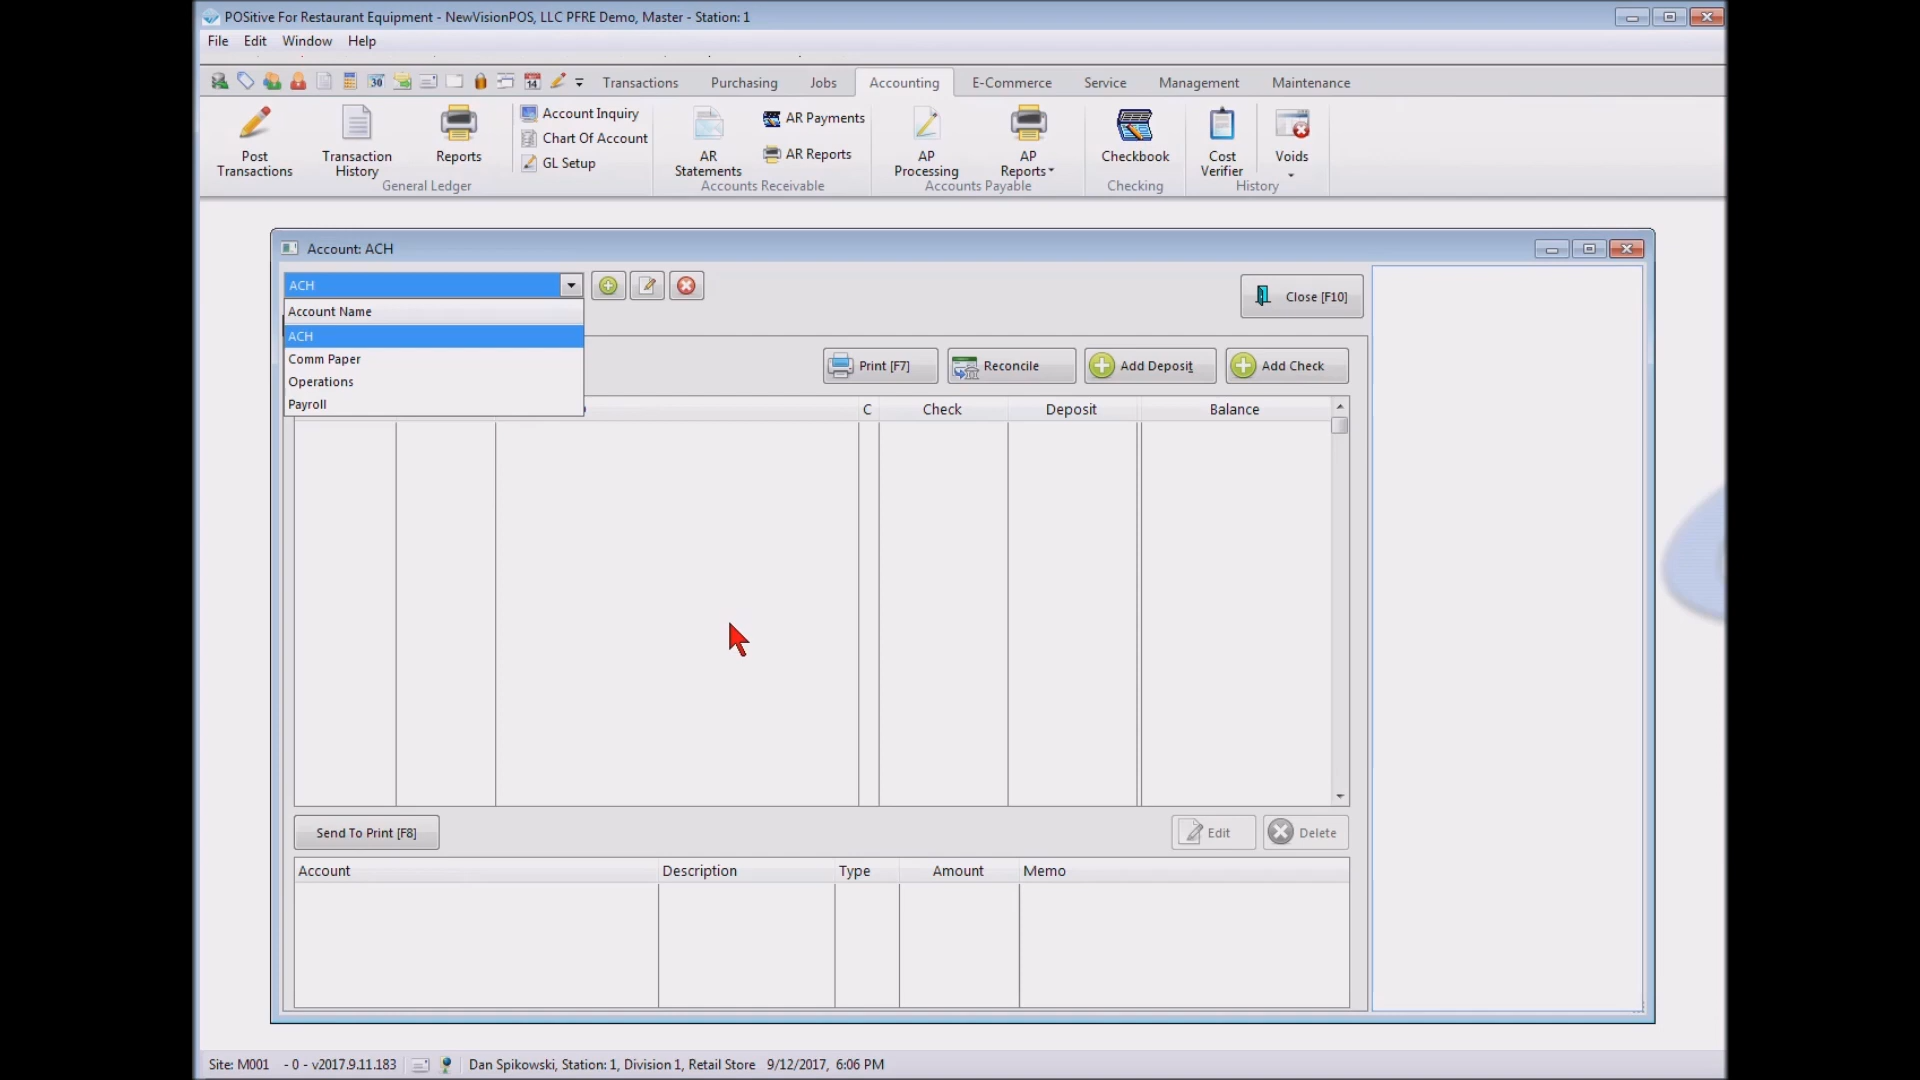 POSitive For Restaurant Equipment - NewVisionPOS, LLC PFRE Demo, Master - Station: 1
File Edit Window Help
30 14 Transactions Purchasing Jobs Accounting E-Commerce Service Management Maintenance
Post Transactions
Transaction History
Reports
Account Inquiry
Chart Of Account
GL Setup
General Ledger
AR Statements
AR Payments
AR Reports
Accounts Receivable
AP Processing
AP Reports
Accounts Payable
Checkbook
Checking
Cost Verifier
Voids
History
Account: ACH
ACH
Close [F10]
Account Name
ACH
Comm Paper
Operations
Payroll
Print [F7] Reconcile Add Deposit Add Check
C Check Deposit Balance
Send To Print [F8] Edit Delete
Account Description Type Amount Memo
Site: M001 - 0 - v2017.9.11.183 Dan Spikowski, Station: 1, Division 1, Retail Store 9/12/2017, 6:06 PM